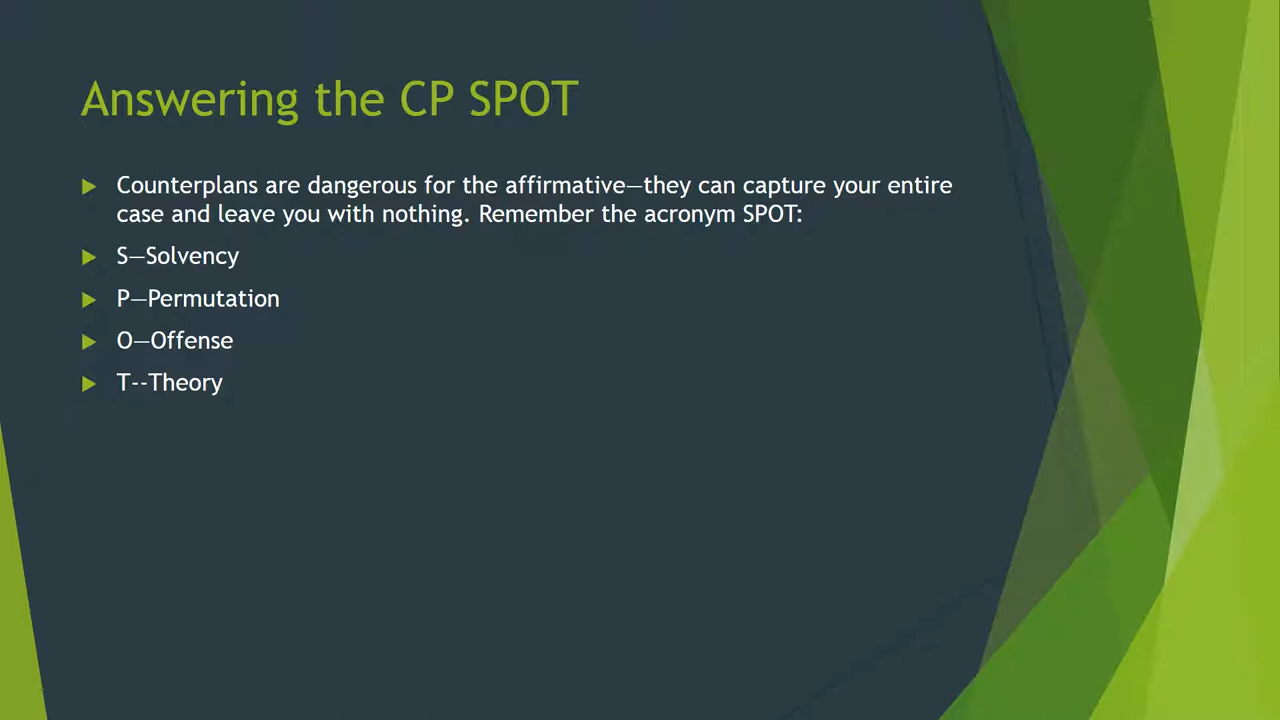 Answering the CP SPOT
Counterplans are dangerous for the affirmative—they can capture your entire
case and leave you with nothing. Remember the acronym SPOT:
S—Solvency
P—Permutation
O—Offense
T--Theory